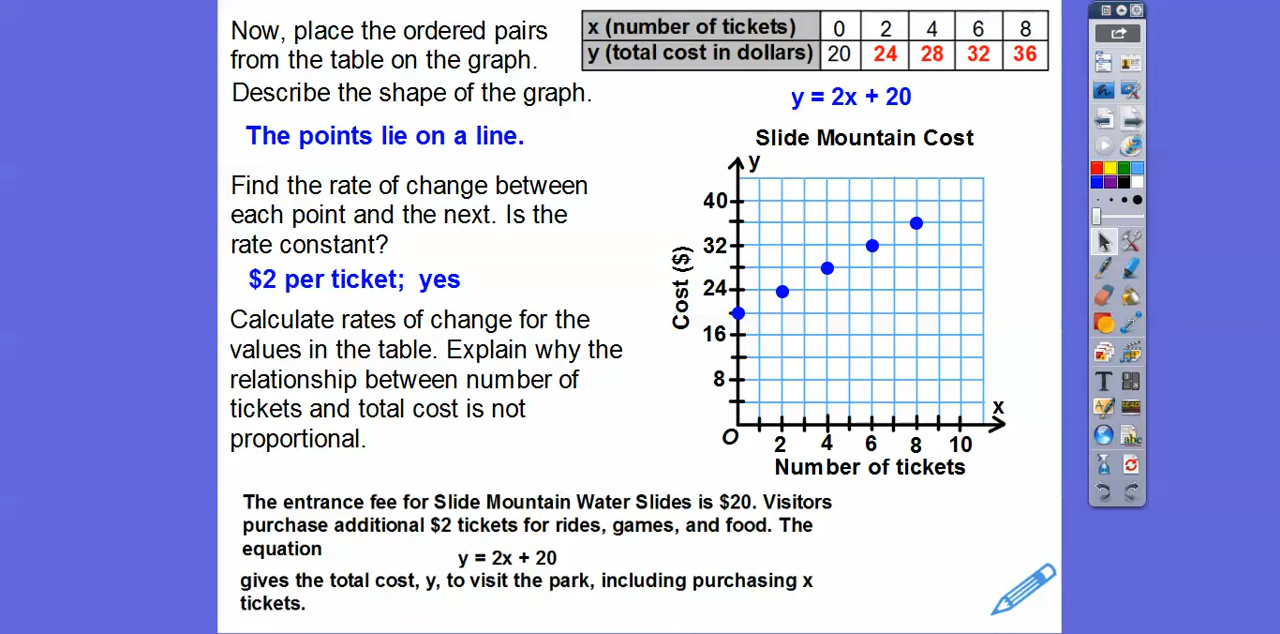 Now, place the ordered pairs
from the table on the graph.
Describe the shape of the graph.
The points lie on a line.
Find the rate of change between
each point and the next. Is the
rate constant?
$2 per ticket; yes
Calculate rates of change for the
values in the table. Explain why the
relationship between number of
tickets and total cost is not
proportional.
x (number of tickets) 0 2 4 6 8
y (total cost in dollars) 20 24 28 32 36
y = 2x + 20
Slide Mountain Cost
y
40
32
24
16
8
Cost ($)
O 2 4 6 8 10
x
Number of tickets
The entrance fee for Slide Mountain Water Slides is $20. Visitors
purchase additional $2 tickets for rides, games, and food. The
equation
y = 2x + 20
gives the total cost, y, to visit the park, including purchasing x
tickets.